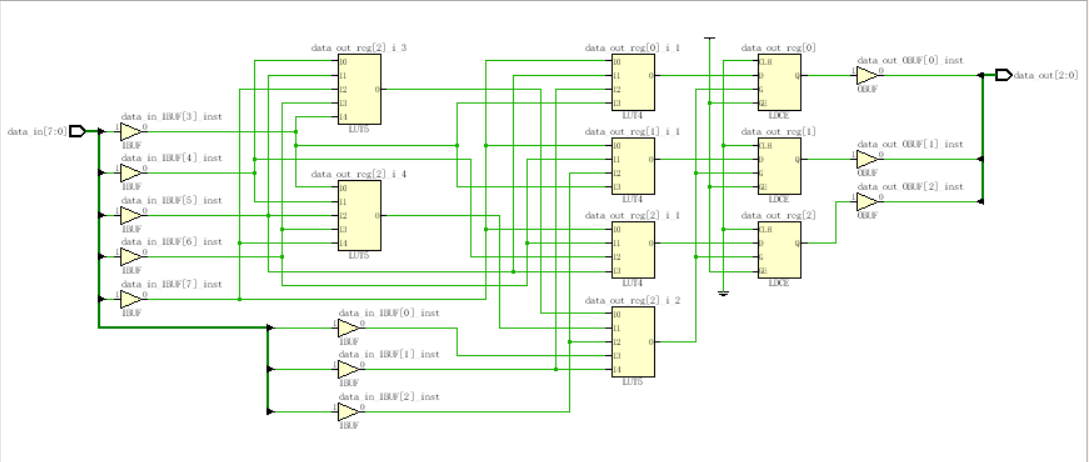 data_in[7:0]
data_in_IBUF[3]_inst
I O
IBUF
data_in_IBUF[4]_inst
I O
IBUF
data_in_IBUF[5]_inst
I O
IBUF
data_in_IBUF[6]_inst
I O
IBUF
data_in_IBUF[7]_inst
I O
IBUF
data_in_IBUF[0]_inst
I O
IBUF
data_in_IBUF[1]_inst
I O
IBUF
data_in_IBUF[2]_inst
I O
IBUF
data_out_reg[2]_i_3
I0
I1
I2 O
I3
I4
LUT5
data_out_reg[2]_i_4
I0
I1
I2 O
I3
I4
LUT5
data_out_reg[0]_i_1
I0
I1 O
I2
I3
LUT4
data_out_reg[1]_i_1
I0
I1 O
I2
I3
LUT4
data_out_reg[2]_i_1
I0
I1 O
I2
I3
LUT4
data_out_reg[2]_i_2
I0
I1
I2 O
I3
I4
LUT5
data_out_reg[0]
CLR
D Q
G
GE
LDCE
data_out_reg[1]
CLR
D Q
G
GE
LDCE
data_out_reg[2]
CLR
D Q
G
GE
LDCE
data_out_OBUF[0]_inst
I O
OBUF
data_out_OBUF[1]_inst
I O
OBUF
data_out_OBUF[2]_inst
I O
OBUF
data_out[2:0]